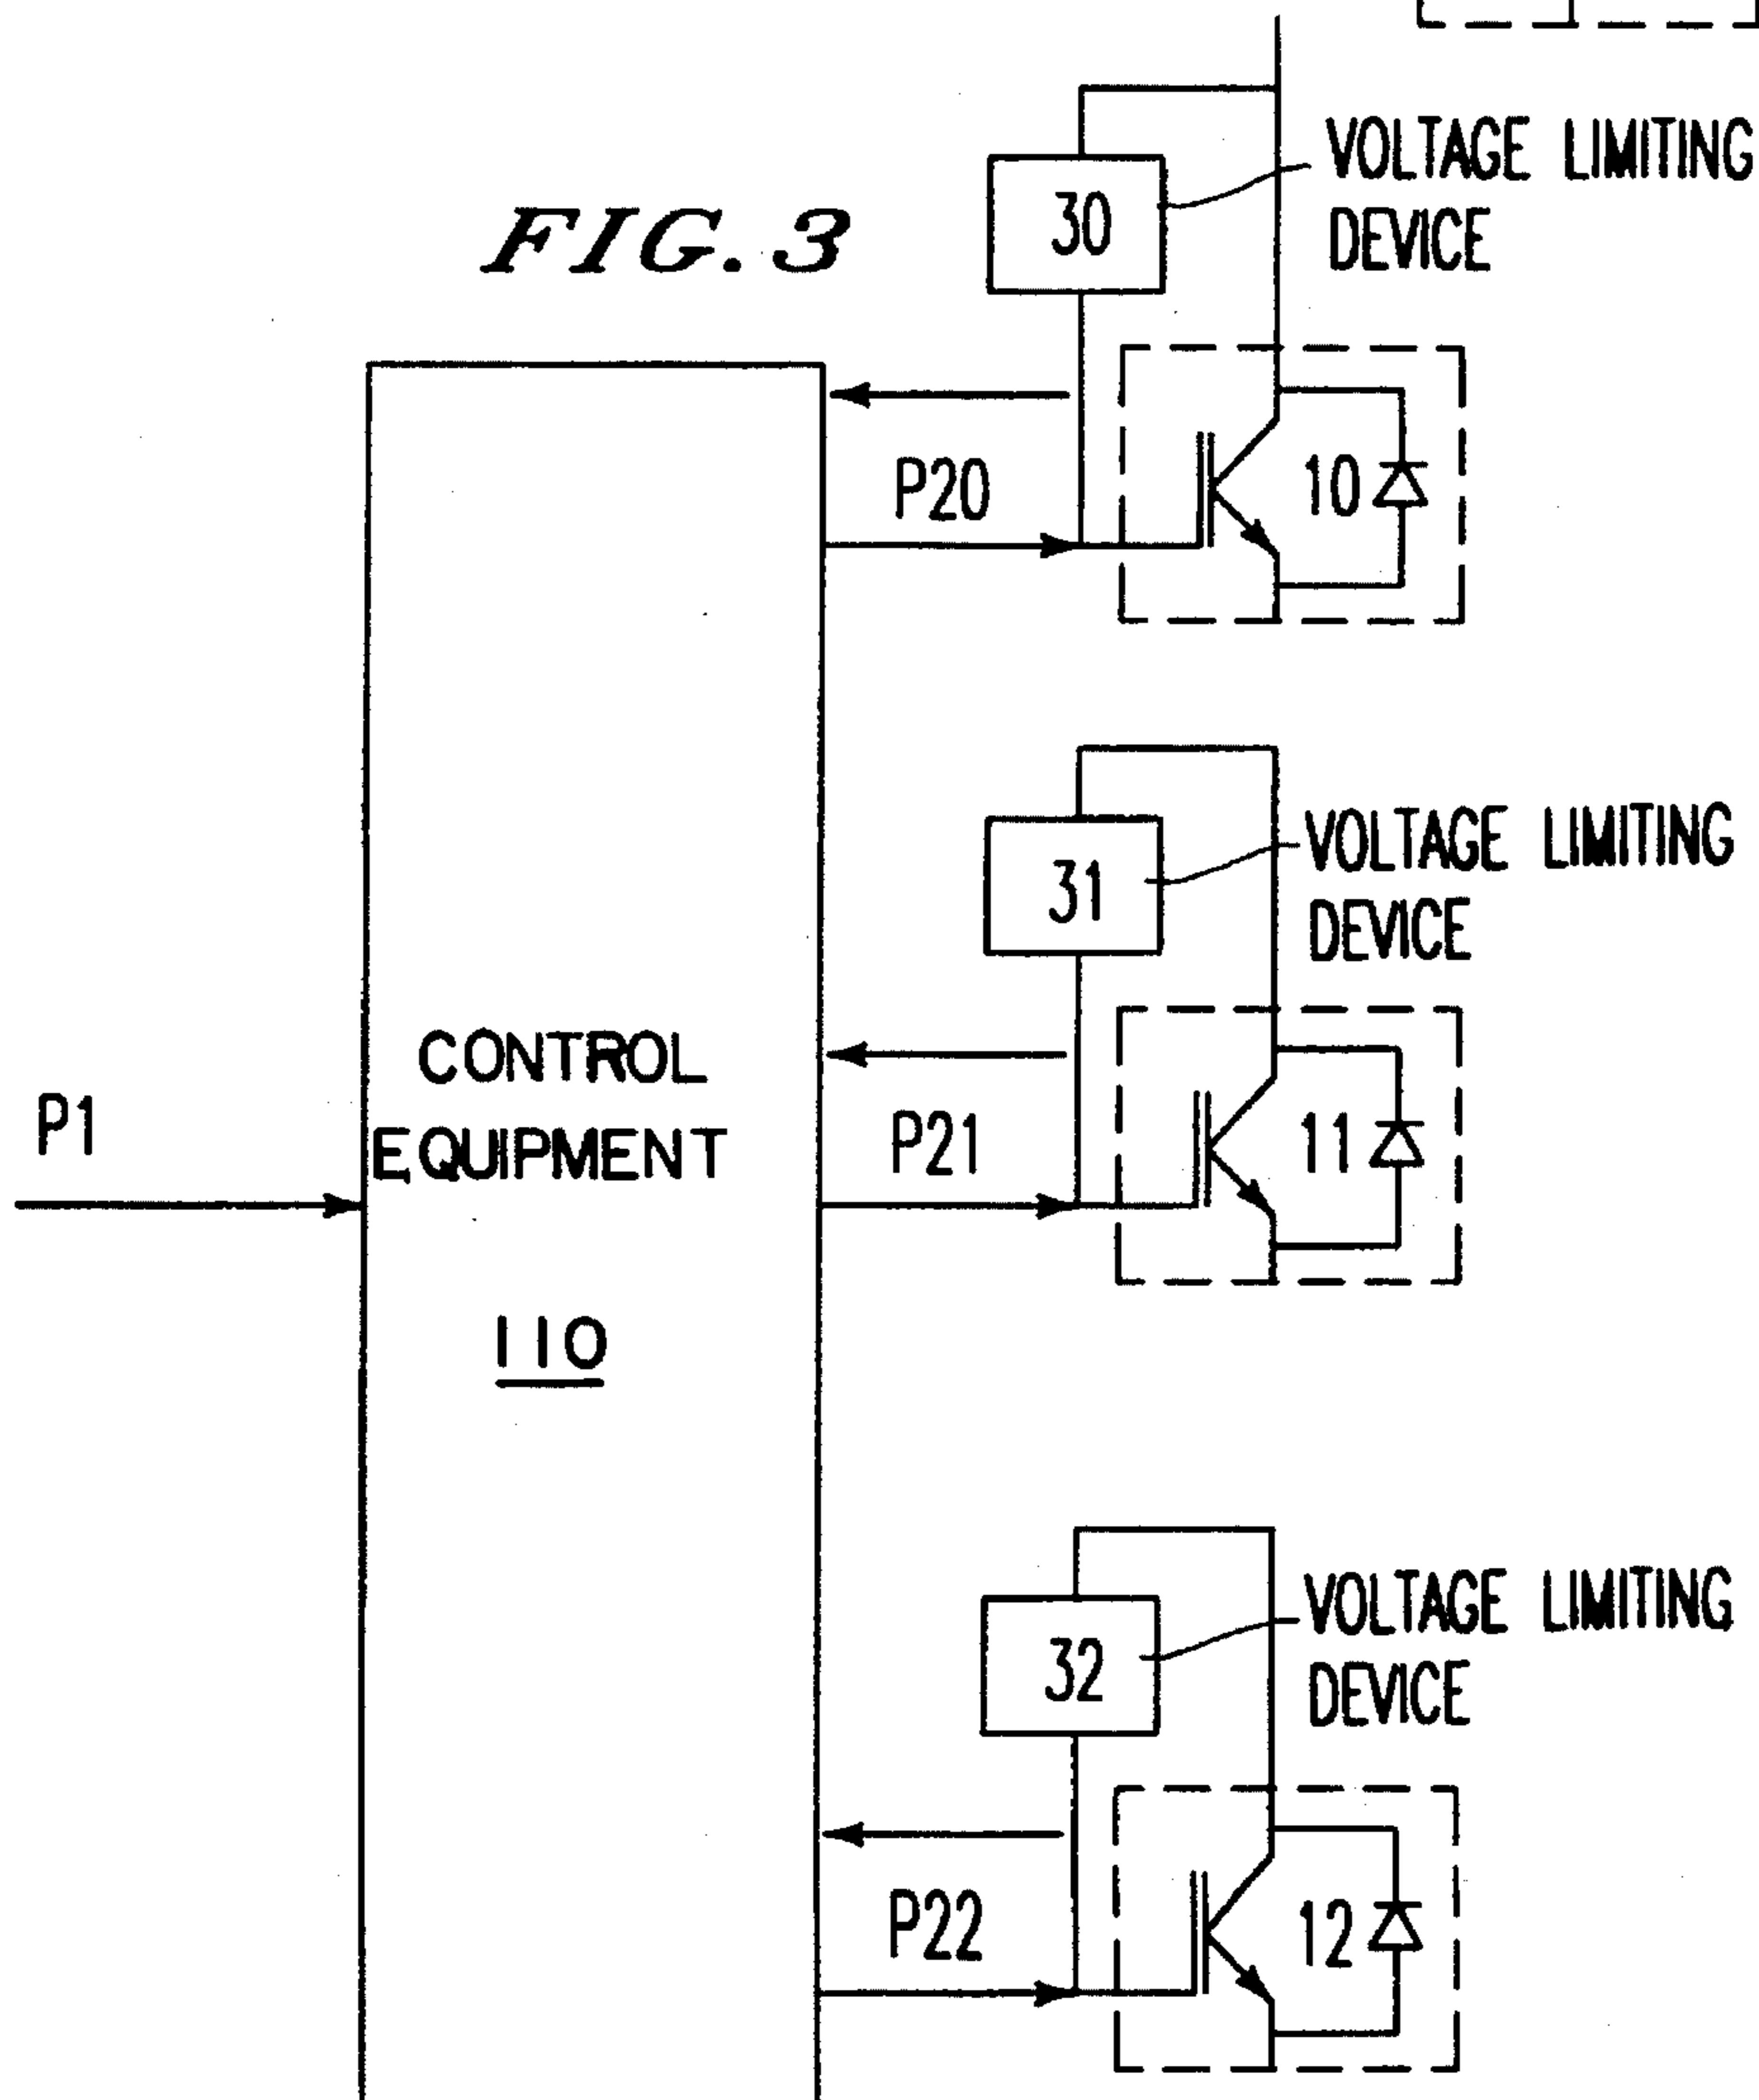 FIG. 3
30
VOLTAGE LIMITING
DEVICE
P20
10
31
VOLTAGE LIMITING
DEVICE
CONTROL
EQUIPMENT
110
P1
P21
11
32
VOLTAGE LIMITING
DEVICE
P22
12